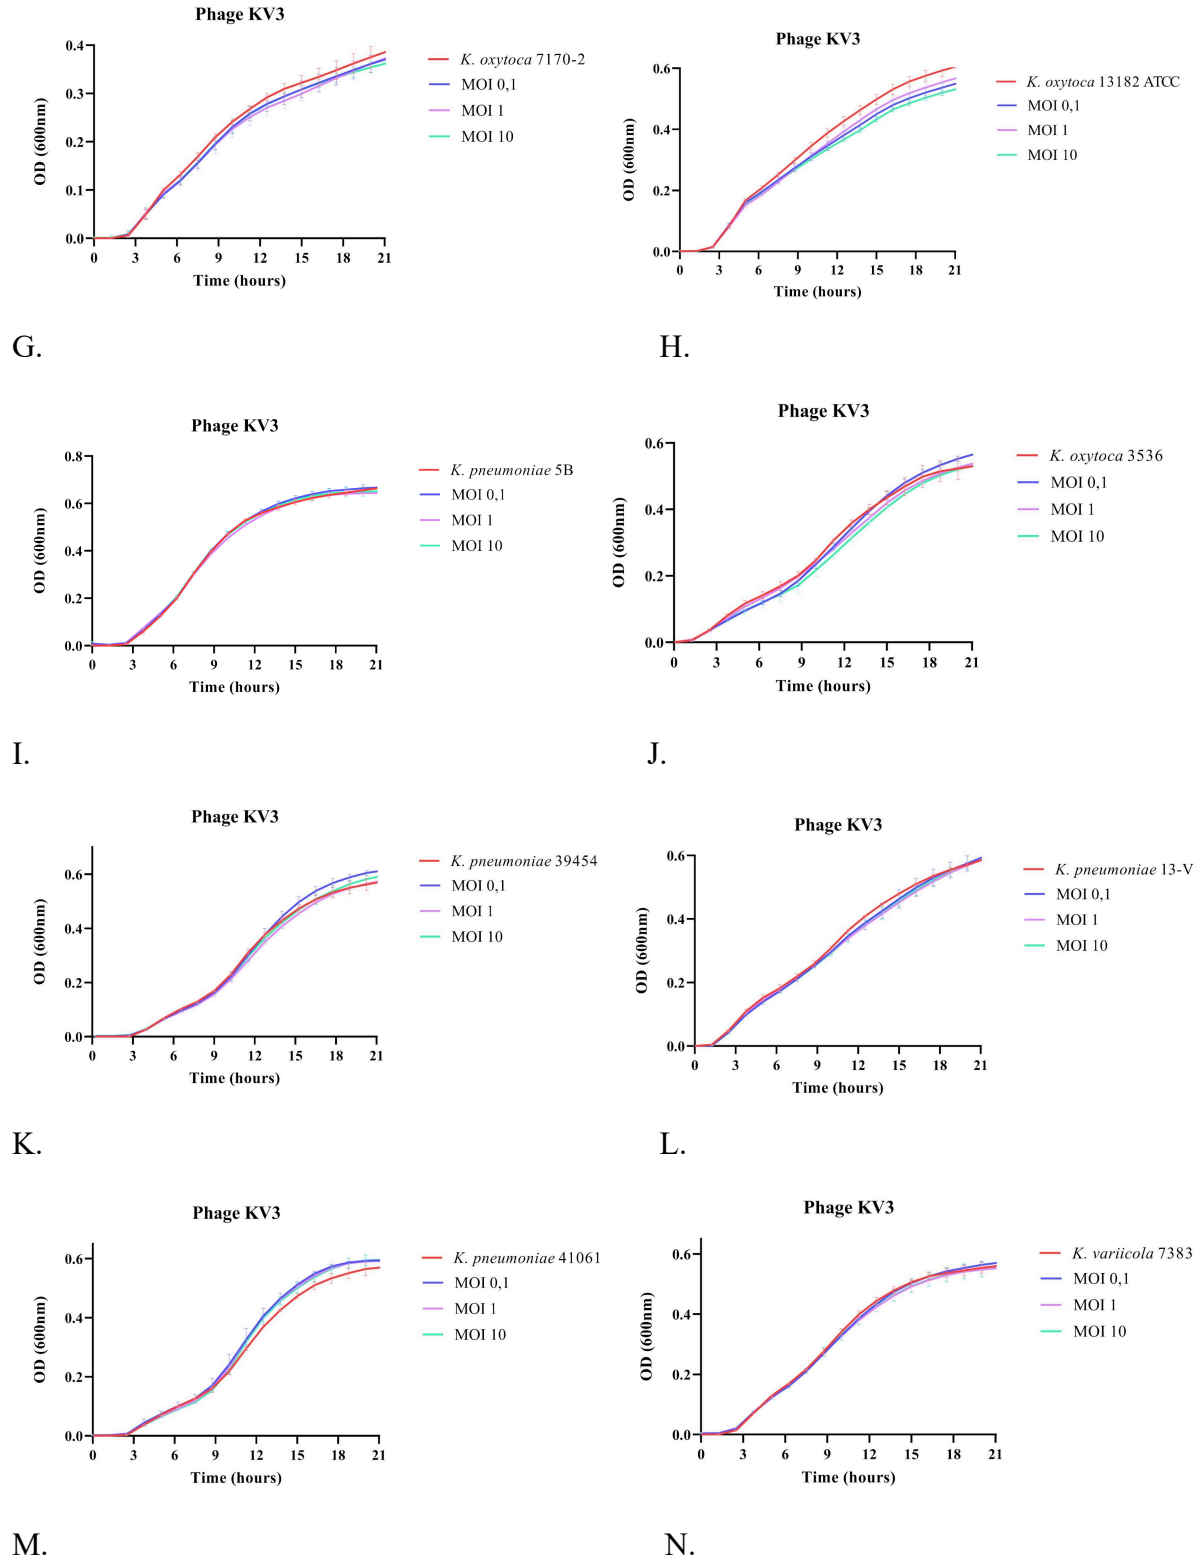 Phage KV3
0.4
0.3
0.2
0.1
0.0
OD (600nm)
0 3 6 9 12 15 18 21
Time (hours)
K. oxytoca 7170-2
MOI 0,1
MOI 1
MOI 10
Phage KV3
0.6
0.4
0.2
0.0
OD (600nm)
0 3 6 9 12 15 18 21
Time (hours)
K. oxytoca 13182 ATCC
MOI 0,1
MOI 1
MOI 10
G.
H.
Phage KV3
0.8
0.6
0.4
0.2
0.0
OD (600nm)
0 3 6 9 12 15 18 21
Time (hours)
K. pneumoniae 5B
MOI 0,1
MOI 1
MOI 10
Phage KV3
0.6
0.4
0.2
0.0
OD (600nm)
0 3 6 9 12 15 18 21
Time (hours)
K. oxytoca 3536
MOI 0,1
MOI 1
MOI 10
I.
J.
Phage KV3
0.6
0.4
0.2
0.0
OD (600nm)
0 3 6 9 12 15 18 21
Time (hours)
K. pneumoniae 39454
MOI 0,1
MOI 1
MOI 10
Phage KV3
0.6
0.4
0.2
0.0
OD (600nm)
0 3 6 9 12 15 18 21
Time (hours)
K. pneumoniae 13-V
MOI 0,1
MOI 1
MOI 10
K.
L.
Phage KV3
0.6
0.4
0.2
0.0
OD (600nm)
0 3 6 9 12 15 18 21
Time (hours)
K. pneumoniae 41061
MOI 0,1
MOI 1
MOI 10
Phage KV3
0.6
0.4
0.2
0.0
OD (600nm)
0 3 6 9 12 15 18 21
Time (hours)
K. variicola 7383
MOI 0,1
MOI 1
MOI 10
M.
N.